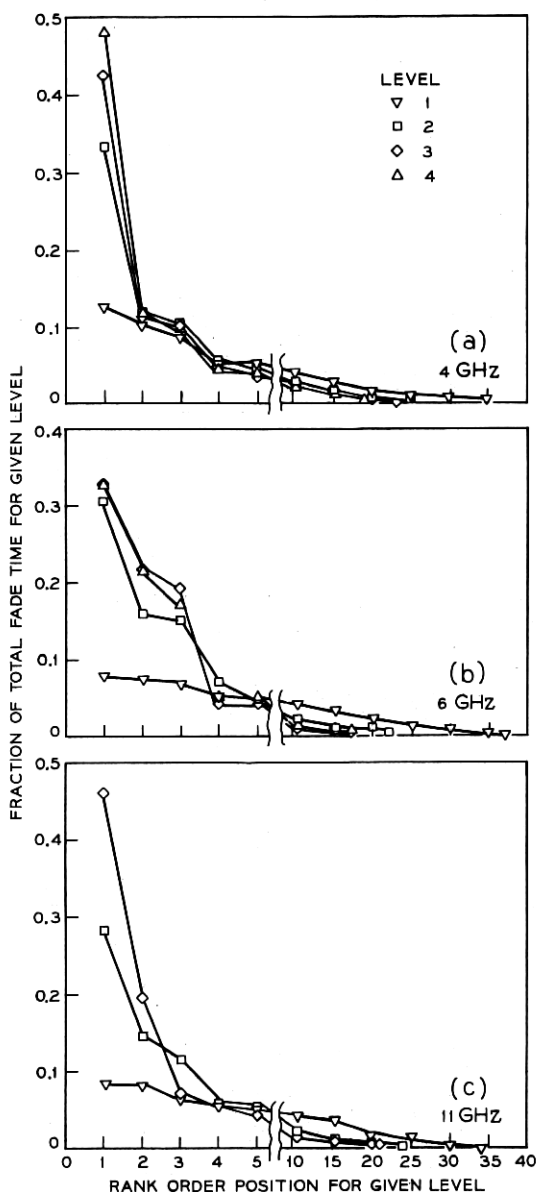 0.5
0.4
0.3
0.2
0.1
0
LEVEL
1
2
3
4
(a)
4 GHz
0.4
0.3
0.2
0.1
0
(b)
6 GHz
0.5
0.4
0.3
0.2
0.1
0
(c)
11 GHz
0 1 2 3 4 5 10 15 20 25 30 35 40
RANK ORDER POSITION FOR GIVEN LEVEL
FRACTION OF TOTAL FADE TIME FOR GIVEN LEVEL